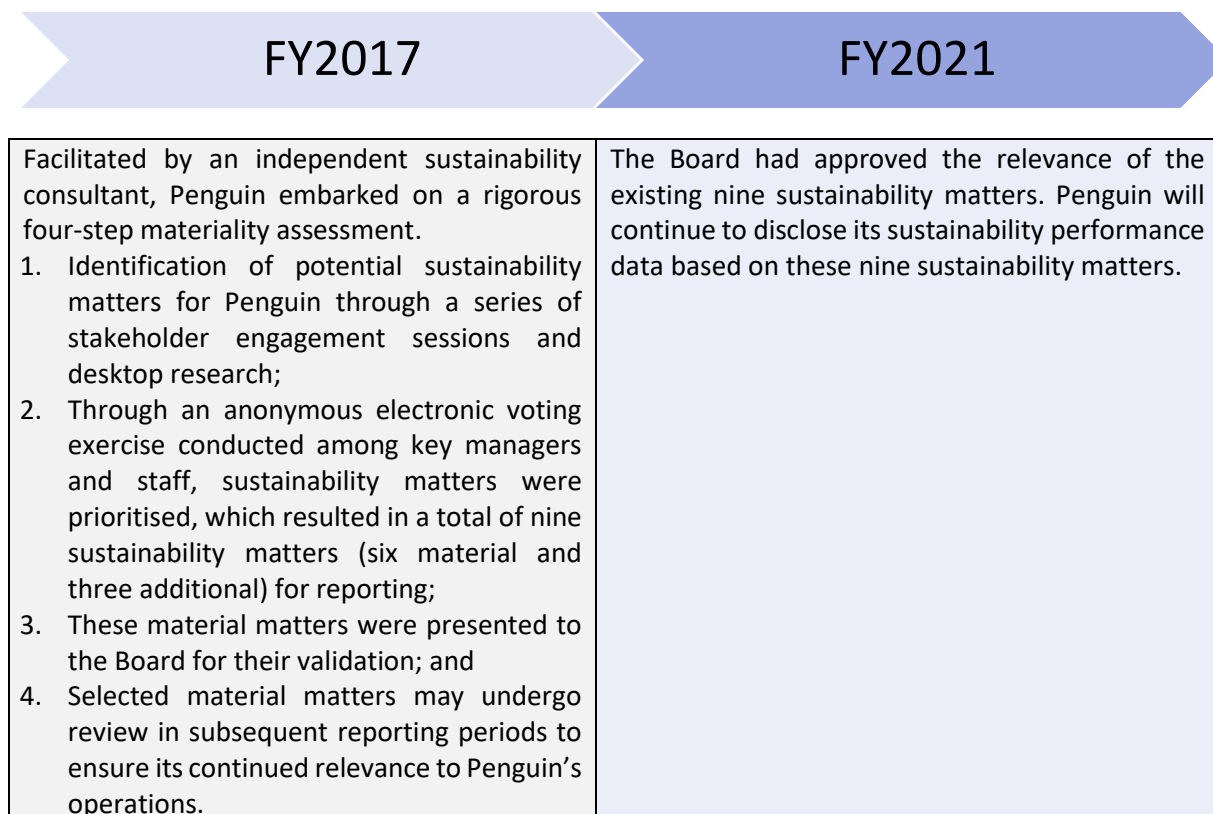 FY2017
FY2021
Facilitated by an independent sustainability
consultant, Penguin embarked on a rigorous
four-step materiality assessment.
1. Identification of potential sustainability
matters for Penguin through a series of
stakeholder engagement sessions and
desktop research;
2. Through an anonymous electronic voting
exercise conducted among key managers
and staff, sustainability matters were
prioritised, which resulted in a total of nine
sustainability matters (six material and
three additional) for reporting;
3. These material matters were presented to
the Board for their validation; and
4. Selected material matters may undergo
review in subsequent reporting periods to
ensure its continued relevance to Penguin’s
operations.
The Board had approved the relevance of the
existing nine sustainability matters. Penguin will
continue to disclose its sustainability performance
data based on these nine sustainability matters.